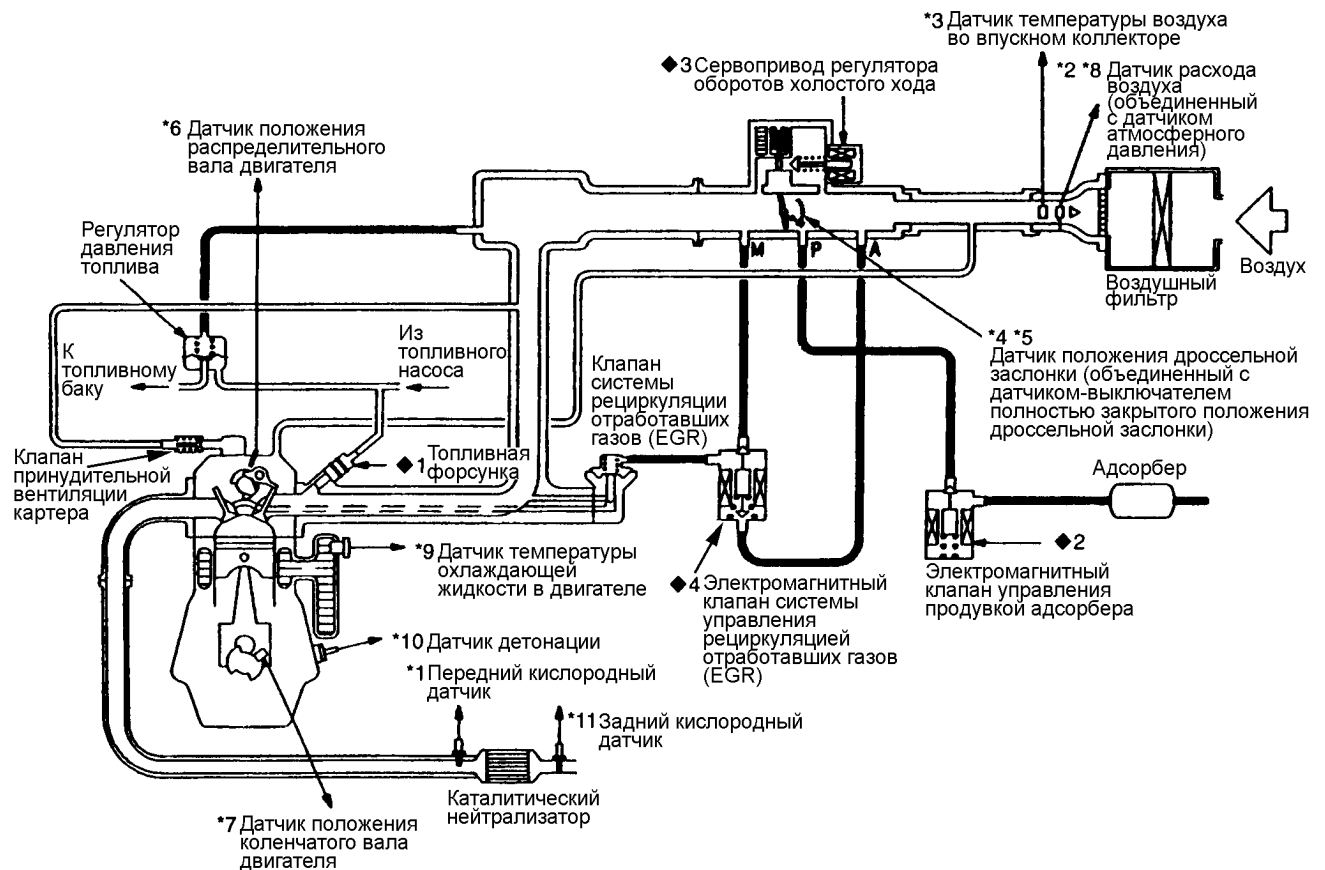 *3 Датчик температуры воздуха
во впускном коллекторе
◆3 Сервопривод регулятора
оборотов холостого хода
*2 *8 Датчик расхода
воздуха
(объединенный
с датчиком
атмосферного
давления)
*6 Датчик положения
распределительного
вала двигателя
Регулятор
давления
топлива
M
P
A
Воздушный
фильтр
Воздух
К
топливному
баку
Из
топливного
насоса
Клапан
системы
рециркуляции
отработавших
газов (EGR)
*4 *5
Датчик положения дроссельной
заслонки (объединенный с
датчиком-выключателем
полностью закрытого положения
дроссельной заслонки)
Клапан
принудительной
вентиляции
картера
◆1 Топливная
форсунка
Адсорбер
*9 Датчик температуры
охлаждающей
жидкости в двигателе
◆2
Электромагнитный
клапан управления
продувкой адсорбера
◆4 Электромагнитный
клапан системы
управления
рециркуляцией
отработавших газов
(EGR)
*10 Датчик детонации
*1 Передний кислородный
датчик
*11 Задний кислородный
датчик
Каталитический
нейтрализатор
*7 Датчик положения
коленчатого вала
двигателя